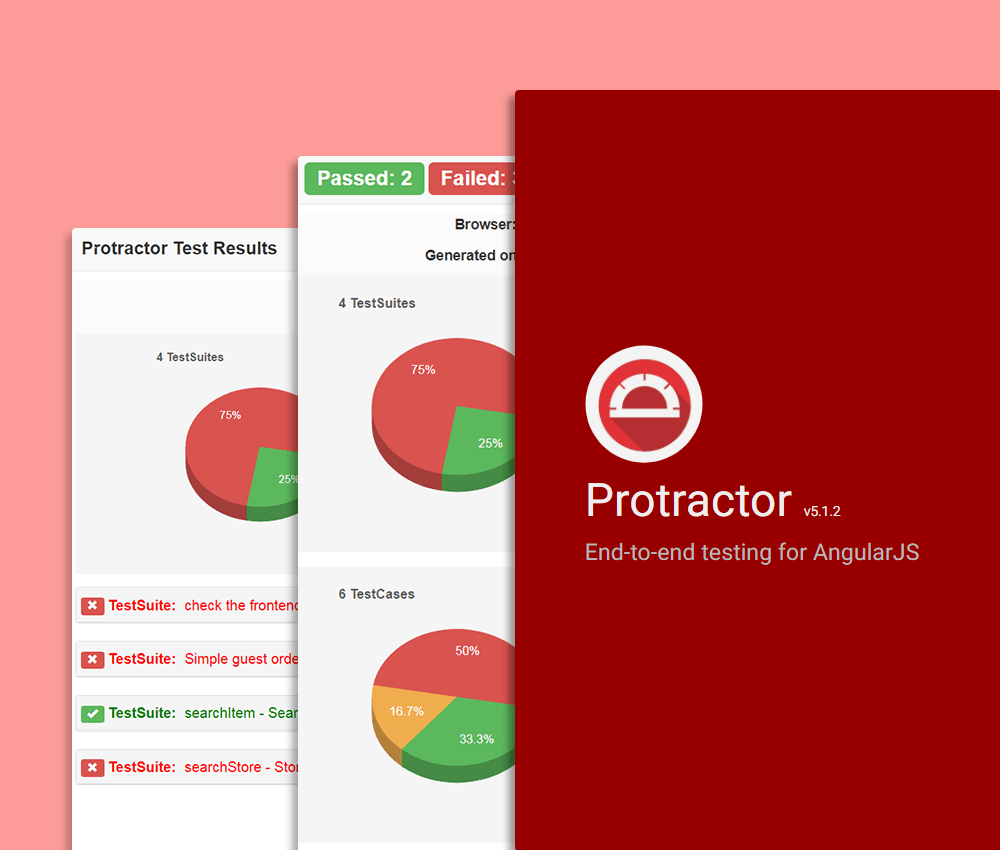 Protractor Test Results
4 TestSuites
75%
25%
TestSuite: check the frontend
TestSuite: Simple guest orde
TestSuite: searchItem - Sear
TestSuite: searchStore - Sto
Passed: 2
Failed:
Browser:
Generated on
4 TestSuites
75%
25%
6 TestCases
50%
16.7%
33.3%
Protractor v5.1.2
End-to-end testing for AngularJS